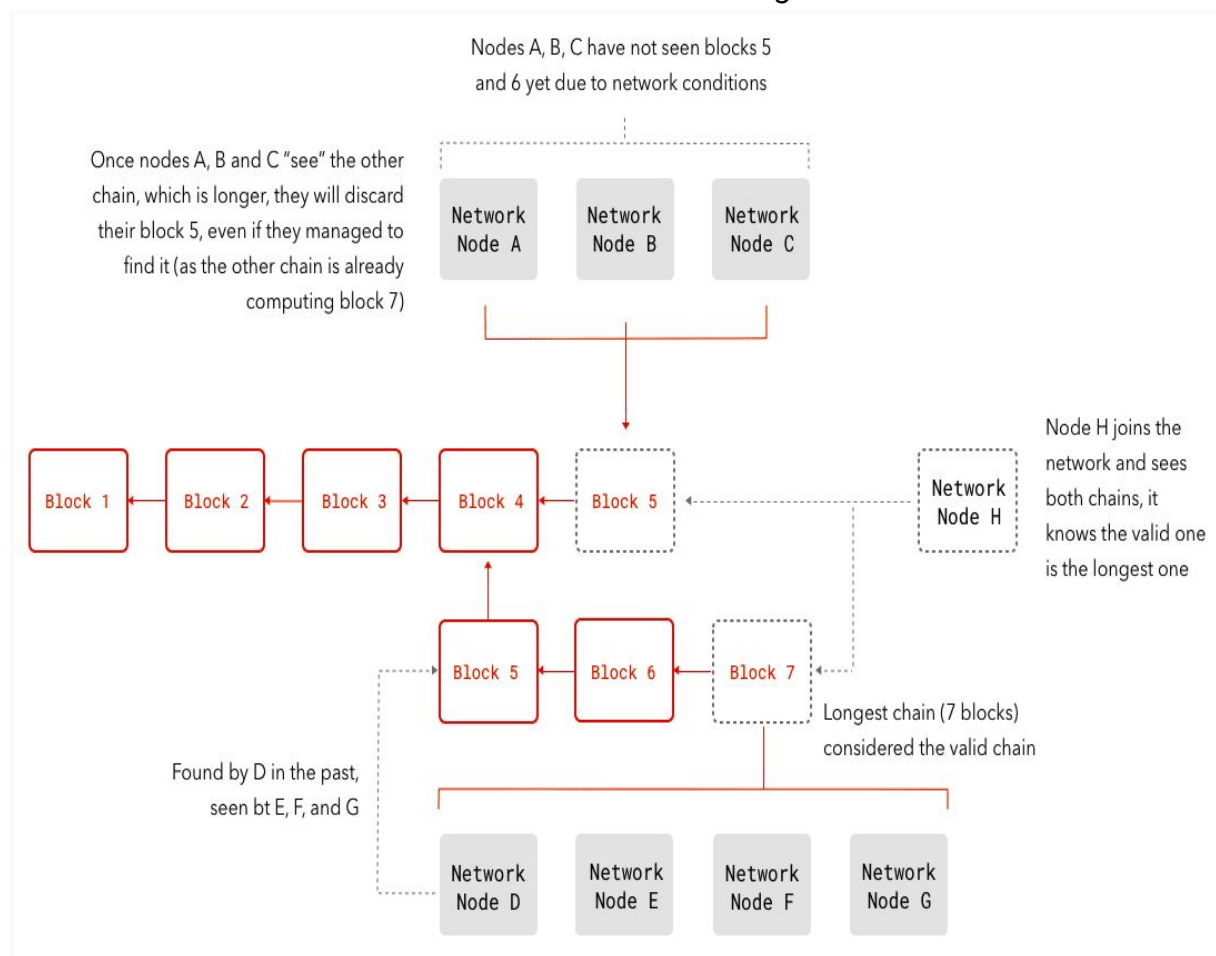 Nodes A, B, C have not seen blocks 5
and 6 yet due to network conditions
Once nodes A, B and C "see" the other
chain, which is longer, they will discard
their block 5, even if they managed to
find it (as the other chain is already
computing block 7)
Network
Node A
Network
Node B
Network
Node C
Block 1
Block 2
Block 3
Block 4
Block 5
Network
Node H
Node H joins the
network and sees
both chains, it
knows the valid one
is the longest one
Block 5
Block 6
Block 7
Longest chain (7 blocks)
considered the valid chain
Found by D in the past,
seen bt E, F, and G
Network
Node D
Network
Node E
Network
Node F
Network
Node G